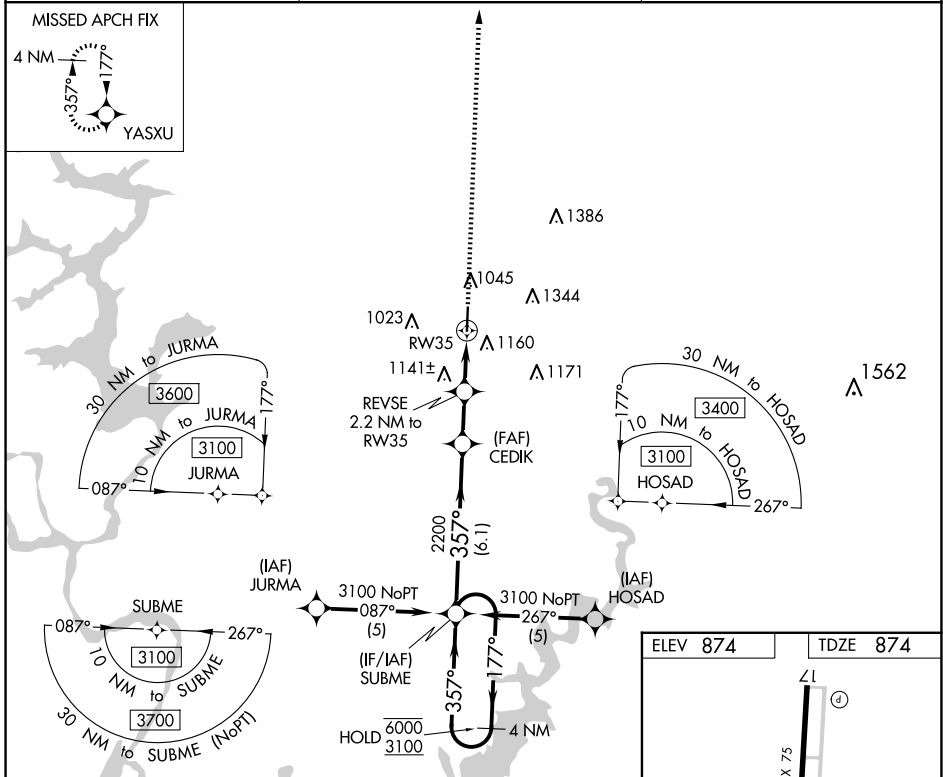 MISSED APCH FIX
4 NM
177°
357°
YASXU
1386
1045
1344
1023
RW35
1160
1141±
1171
1562
REVSE
2.2 NM to
RW35
(FAF)
CEDIK
30 NM to JURMA
3600
177°
10 NM to JURMA
3100
JURMA
087°
30 NM to HOSAD
3400
177°
10 NM to HOSAD
3100
HOSAD
267°
2200
357°
(6.1)
(IAF)
JURMA
3100 NoPT
087°
(5)
3100 NoPT
267°
(5)
(IAF)
HOSAD
(IF/IAF)
SUBME
SUBME
087°
267°
3100
10 NM to SUBME
3700
30 NM to SUBME (NoPT)
357°
177°
HOLD 6000
3100
4 NM
ELEV 874
TDZE 874
17
P
X 75